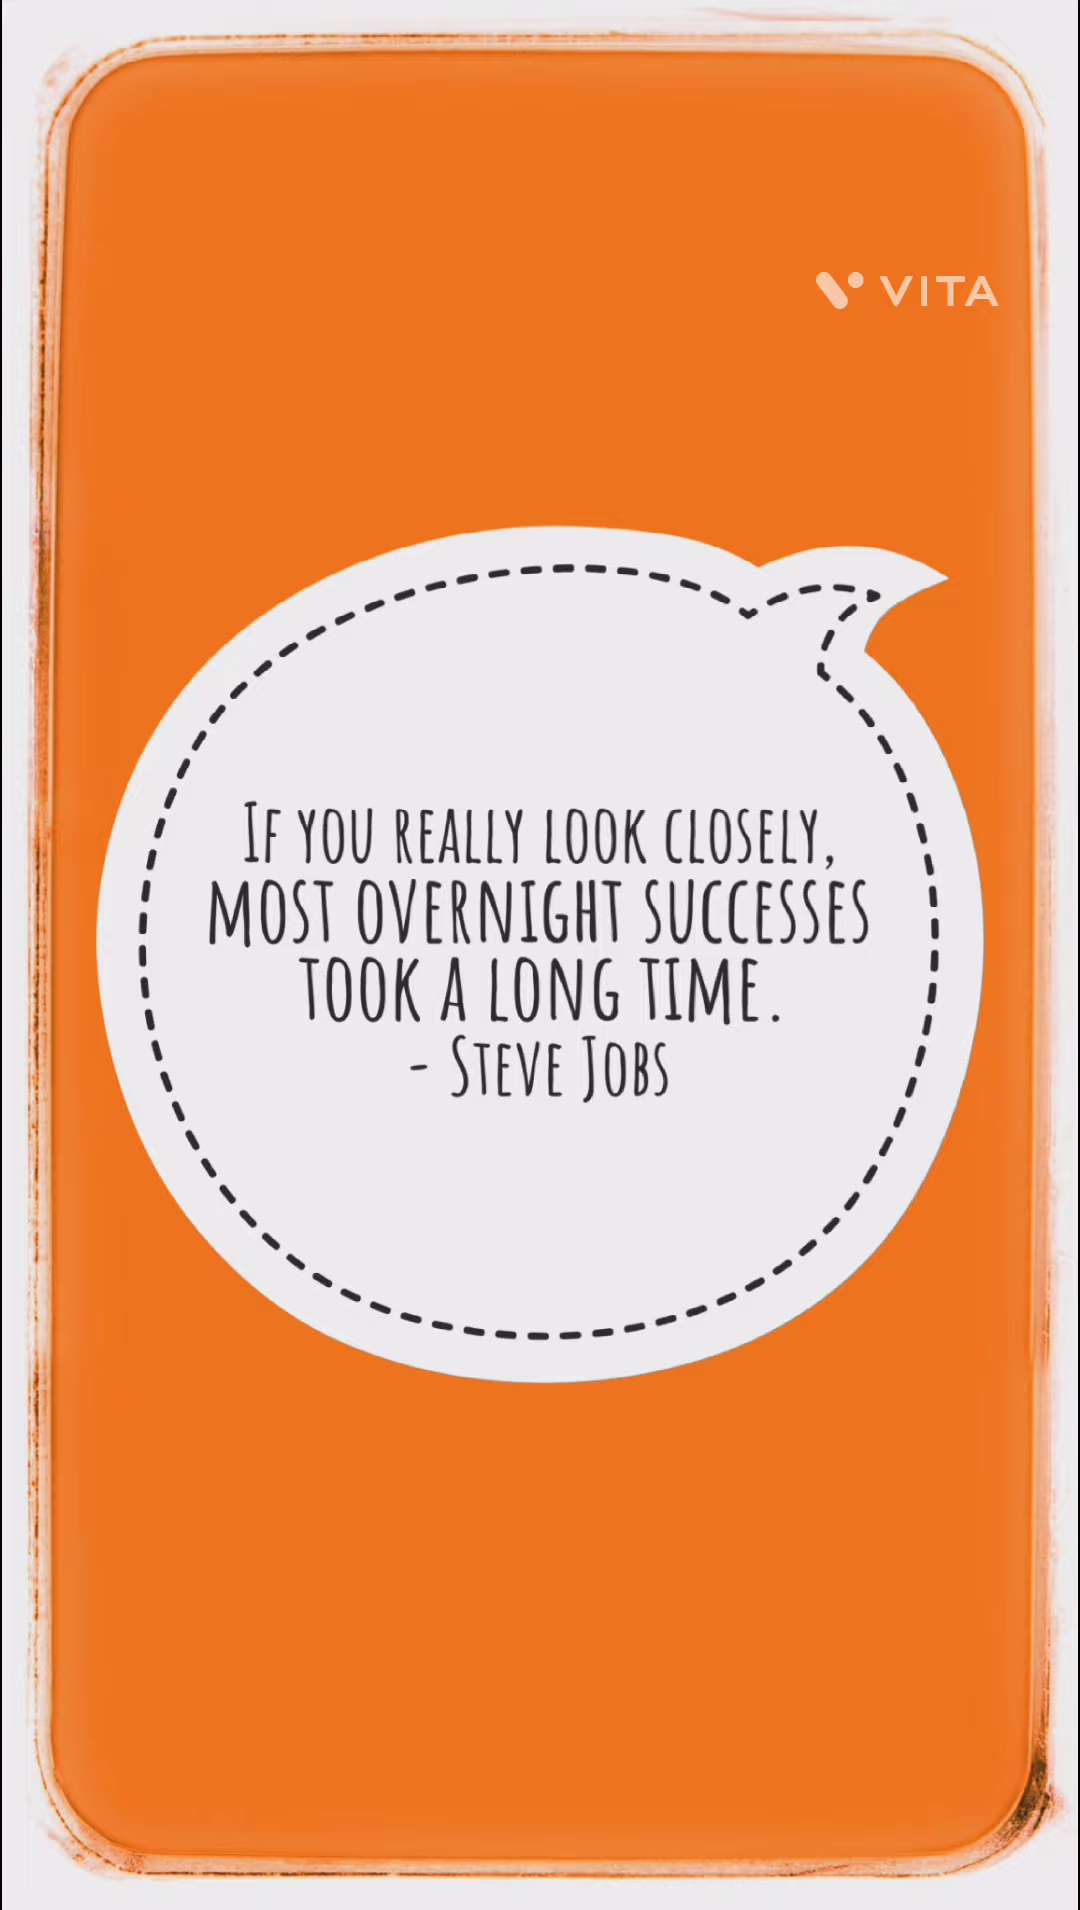 VITA
If you really look closely,
most overnight successes
took a long time.
- Steve Jobs